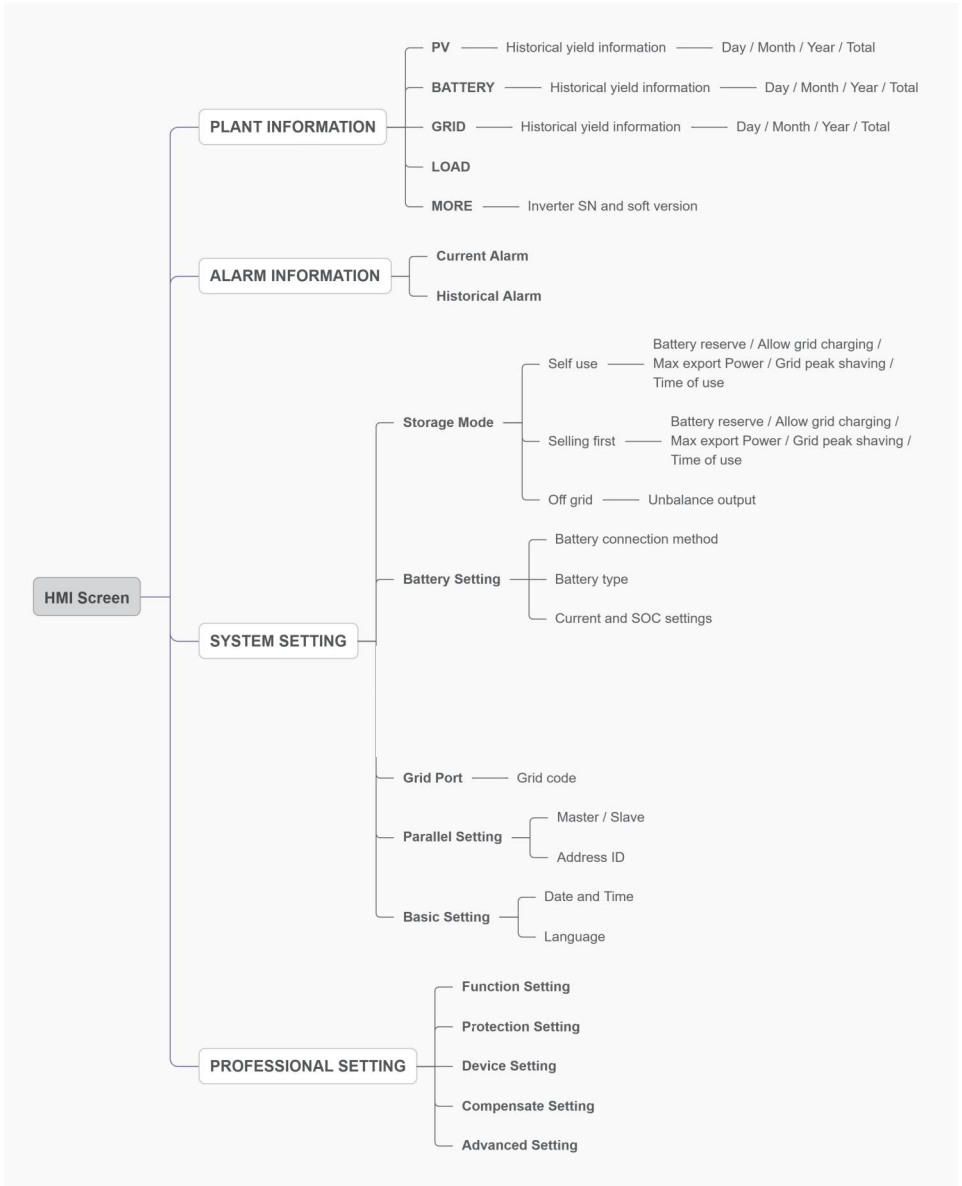 HMI Screen
PLANT INFORMATION
PV
Historical yield information
Day / Month / Year / Total
BATTERY
Historical yield information
Day / Month / Year / Total
GRID
Historical yield information
Day / Month / Year / Total
LOAD
MORE
Inverter SN and soft version
ALARM INFORMATION
Current Alarm
Historical Alarm
SYSTEM SETTING
Storage Mode
Self use
Battery reserve / Allow grid charging /
Max export Power / Grid peak shaving /
Time of use
Selling first
Battery reserve / Allow grid charging /
Max export Power / Grid peak shaving /
Time of use
Off grid
Unbalance output
Battery Setting
Battery connection method
Battery type
Current and SOC settings
Grid Port
Grid code
Parallel Setting
Master / Slave
Address ID
Basic Setting
Date and Time
Language
PROFESSIONAL SETTING
Function Setting
Protection Setting
Device Setting
Compensate Setting
Advanced Setting